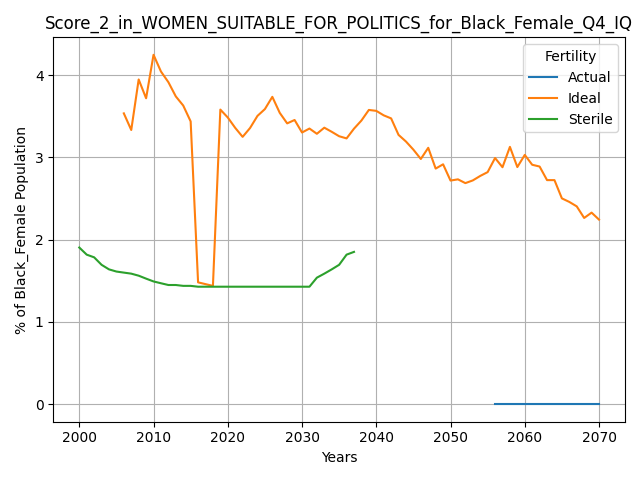 Score_2_in_WOMEN_SUITABLE_FOR_POLITICS_for_Black_Female_Q4_IQ
Fertility
Actual
Ideal
Sterile
% of Black_Female Population
4
3
2
1
0
2000 2010 2020 2030 2040 2050 2060 2070
Years